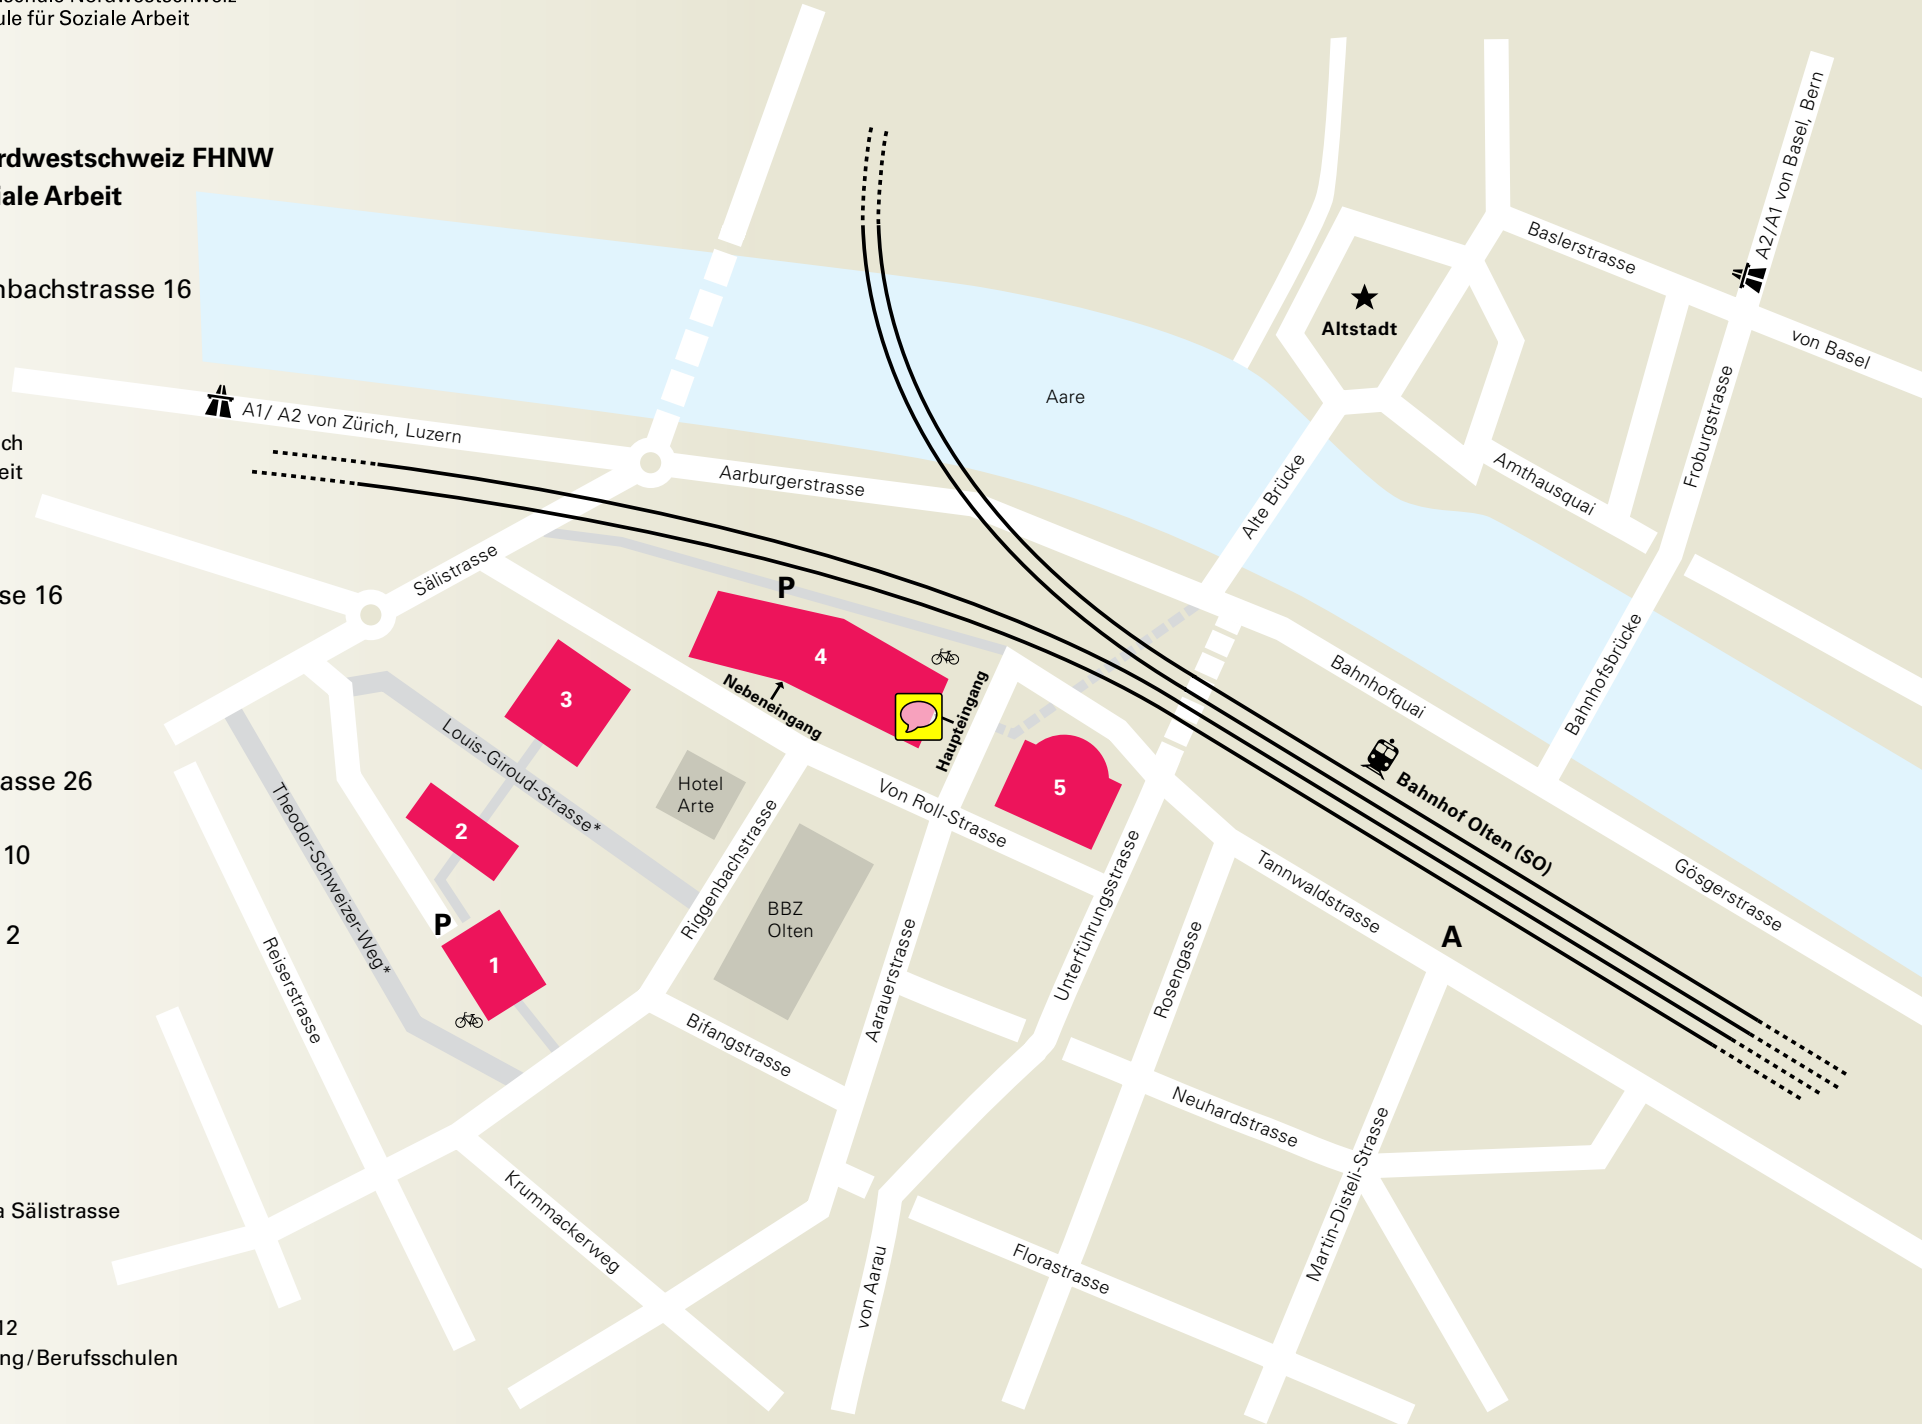 ule für Soziale Arbeit
rdwestschweiz FHNW
iale Arbeit
nbachstrasse 16
ch
eit
se 16
asse 26
10
2
a Sälistrasse
12
ng/Berufsschulen
A1/ A2 von Zürich, Luzern
Aarburgerstrasse
Aare
Sälistrasse
P
4
Nebeneingang
Haupteingang
3
Louis-Giroud-Strasse*
Hotel
Arte
2
P
1
Theodor-Schweizer-Weg*
Reiserstrasse
Riggenbachstrasse
BBZ
Olten
Von Roll-Strasse
5
Bifangstrasse
Aarauerstrasse
Unterführungsstrasse
Rosengasse
Tannwaldstrasse
A
Neuhardstrasse
Martin-Disteli-Strasse
Florastrasse
von Aarau
Krummackerweg
Altstadt
Baslerstrasse
A2/A1 von Basel, Bern
von Basel
Froburgstrasse
Amthausquai
Alte Brücke
Bahnhofquai
Bahnhofsbrücke
Bahnhof Olten (SO)
Gösgerstrasse